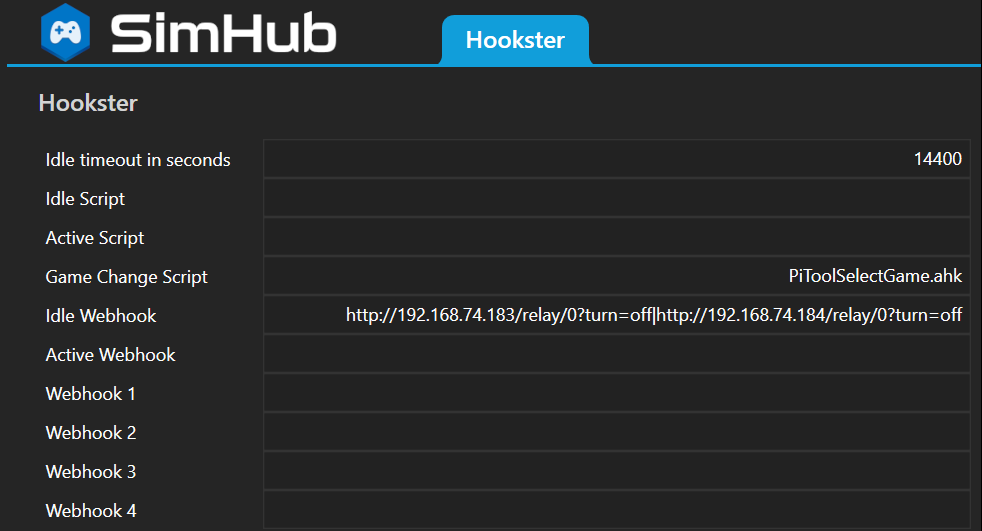 SimHub
Hookster
Hookster
Idle timeout in seconds 14400
Idle Script
Active Script
Game Change Script PiToolSelectGame.ahk
Idle Webhook http://192.168.74.183/relay/0?turn=off|http://192.168.74.184/relay/0?turn=off
Active Webhook
Webhook 1
Webhook 2
Webhook 3
Webhook 4